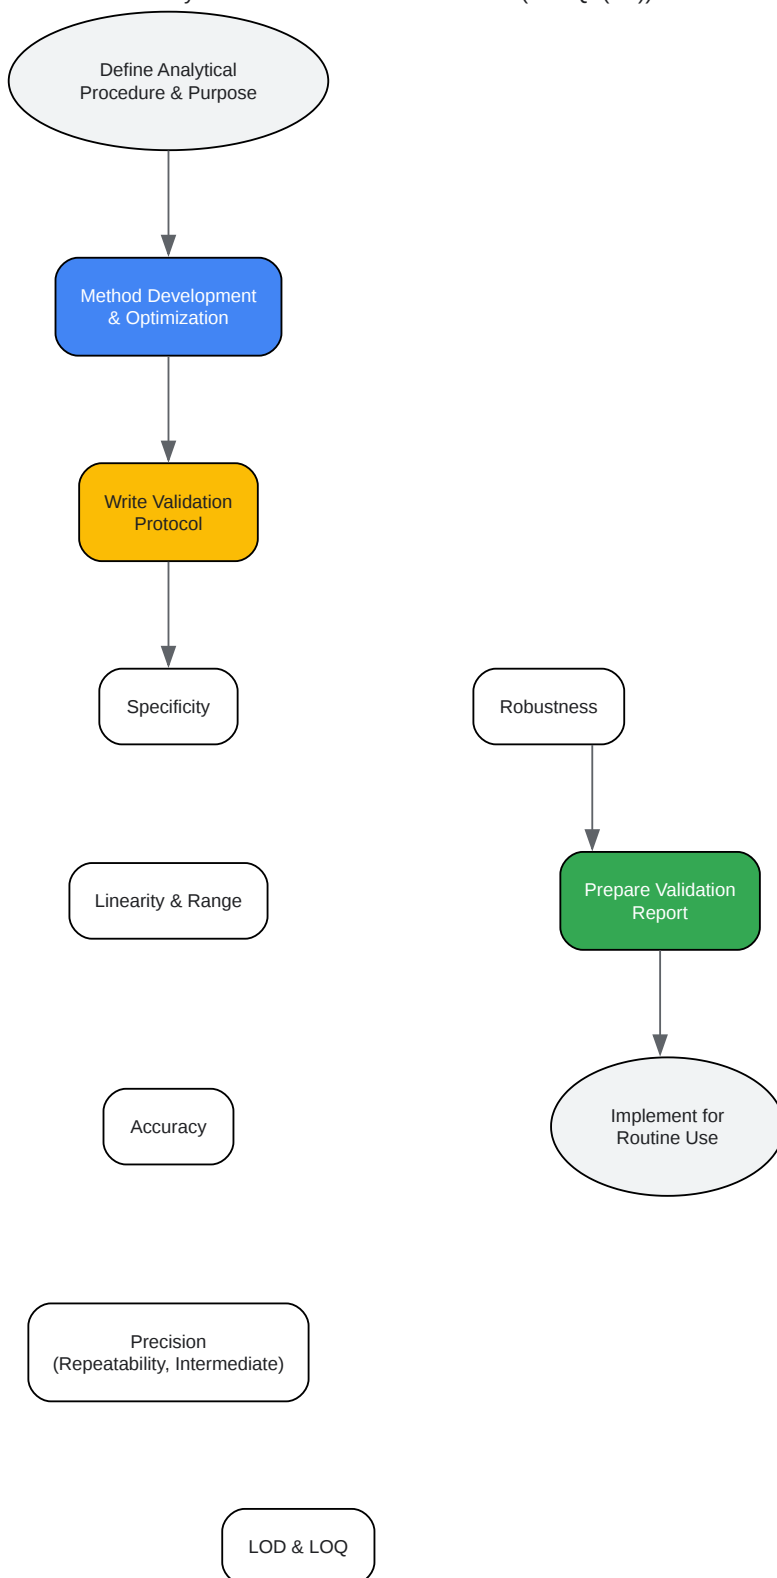 Define Analytical
Procedure & Purpose
Method Development
& Optimization
Write Validation
Protocol
Specificity
Robustness
Linearity & Range
Prepare Validation
Report
Accuracy
Implement for
Routine Use
Precision
(Repeatability, Intermediate)
LOD & LOQ